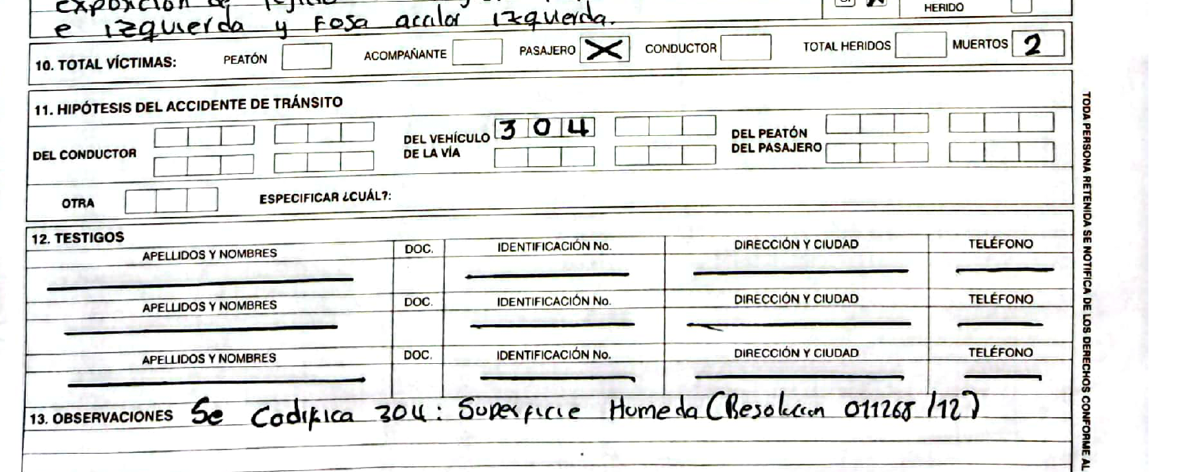 exposición de tejido
e izquierda y Fosa accilar izquierda.
HERIDO
10. TOTAL VÍCTIMAS: PEATÓN ACOMPAÑANTE PASAJERO X CONDUCTOR TOTAL HERIDOS MUERTOS 2
11. HIPÓTESIS DEL ACCIDENTE DE TRÁNSITO
DEL CONDUCTOR
DEL VEHÍCULO 3 0 4
DE LA VÍA
DEL PEATÓN
DEL PASAJERO
OTRA ESPECIFICAR ¿CUÁL?:
12. TESTIGOS
APELLIDOS Y NOMBRES DOC. IDENTIFICACIÓN No. DIRECCIÓN Y CIUDAD TELÉFONO
APELLIDOS Y NOMBRES DOC. IDENTIFICACIÓN No. DIRECCIÓN Y CIUDAD TELÉFONO
APELLIDOS Y NOMBRES DOC. IDENTIFICACIÓN No. DIRECCIÓN Y CIUDAD TELÉFONO
13. OBSERVACIONES Se Codifica 304: Superficie Humeda (Resolucion 011268/12)
TODA PERSONA RETENIDA SE NOTIFICA DE LOS DERECHOS CONFORME AL